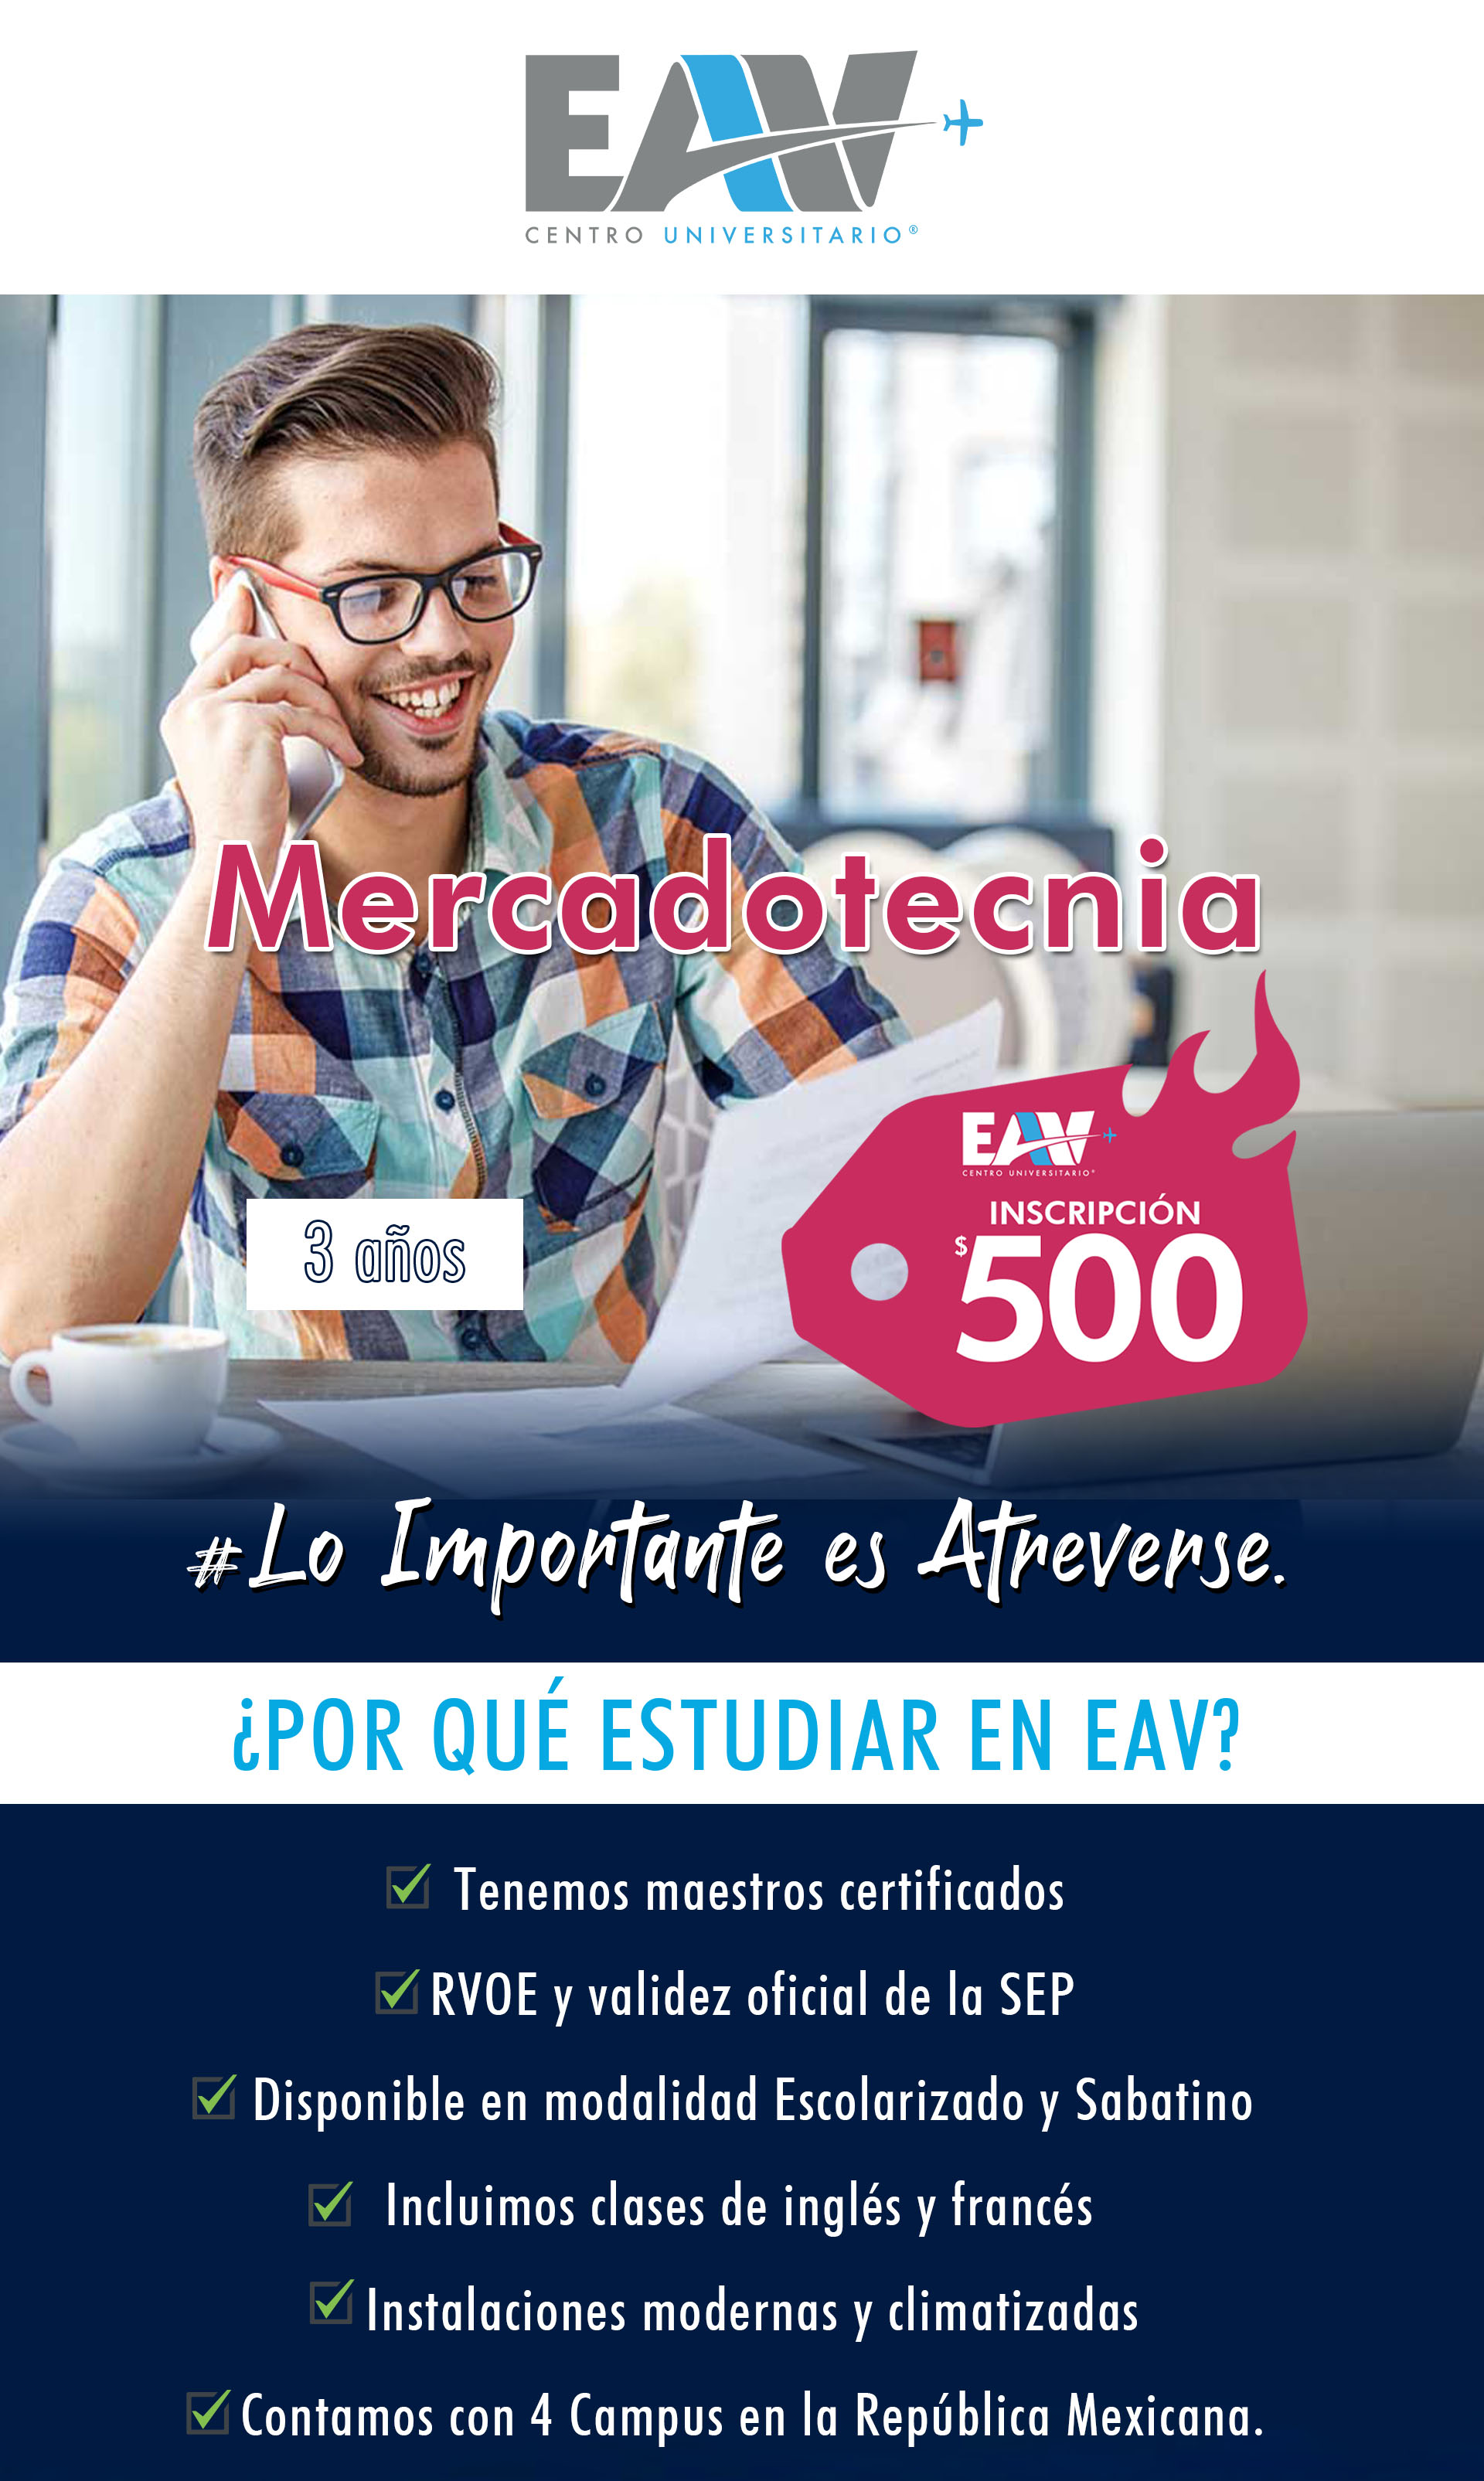 EAV
CENTRO UNIVERSITARIO®
Mercadotecnia
EAV
CENTRO UNIVERSITARIO®
INSCRIPCIÓN
$500
3 años
#Lo Importante es Atreverse.
¿POR QUÉ ESTUDIAR EN EAV?
Tenemos maestros certificados
RVOE y validez oficial de la SEP
Disponible en modalidad Escolarizado y Sabatino
Incluimos clases de inglés y francés
Instalaciones modernas y climatizadas
Contamos con 4 Campus en la República Mexicana.